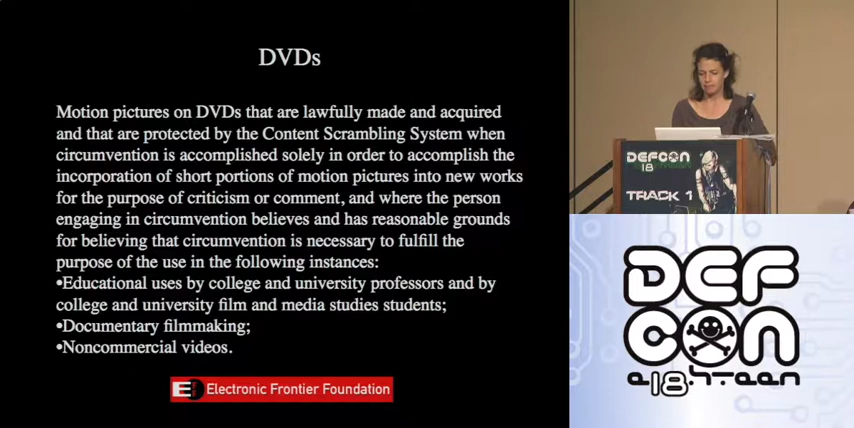 DVDs
Motion pictures on DVDs that are lawfully made and acquired
and that are protected by the Content Scrambling System when
circumvention is accomplished solely in order to accomplish the
incorporation of short portions of motion pictures into new works
for the purpose of criticism or comment, and where the person
engaging in circumvention believes and has reasonable grounds
for believing that circumvention is necessary to fulfill the
purpose of the use in the following instances:
•Educational uses by college and university professors and by
college and university film and media studies students;
•Documentary filmmaking;
•Noncommercial videos.
Electronic Frontier Foundation
DEFCON
18
TRACK 1
DEF
CON
e.18.h.teen